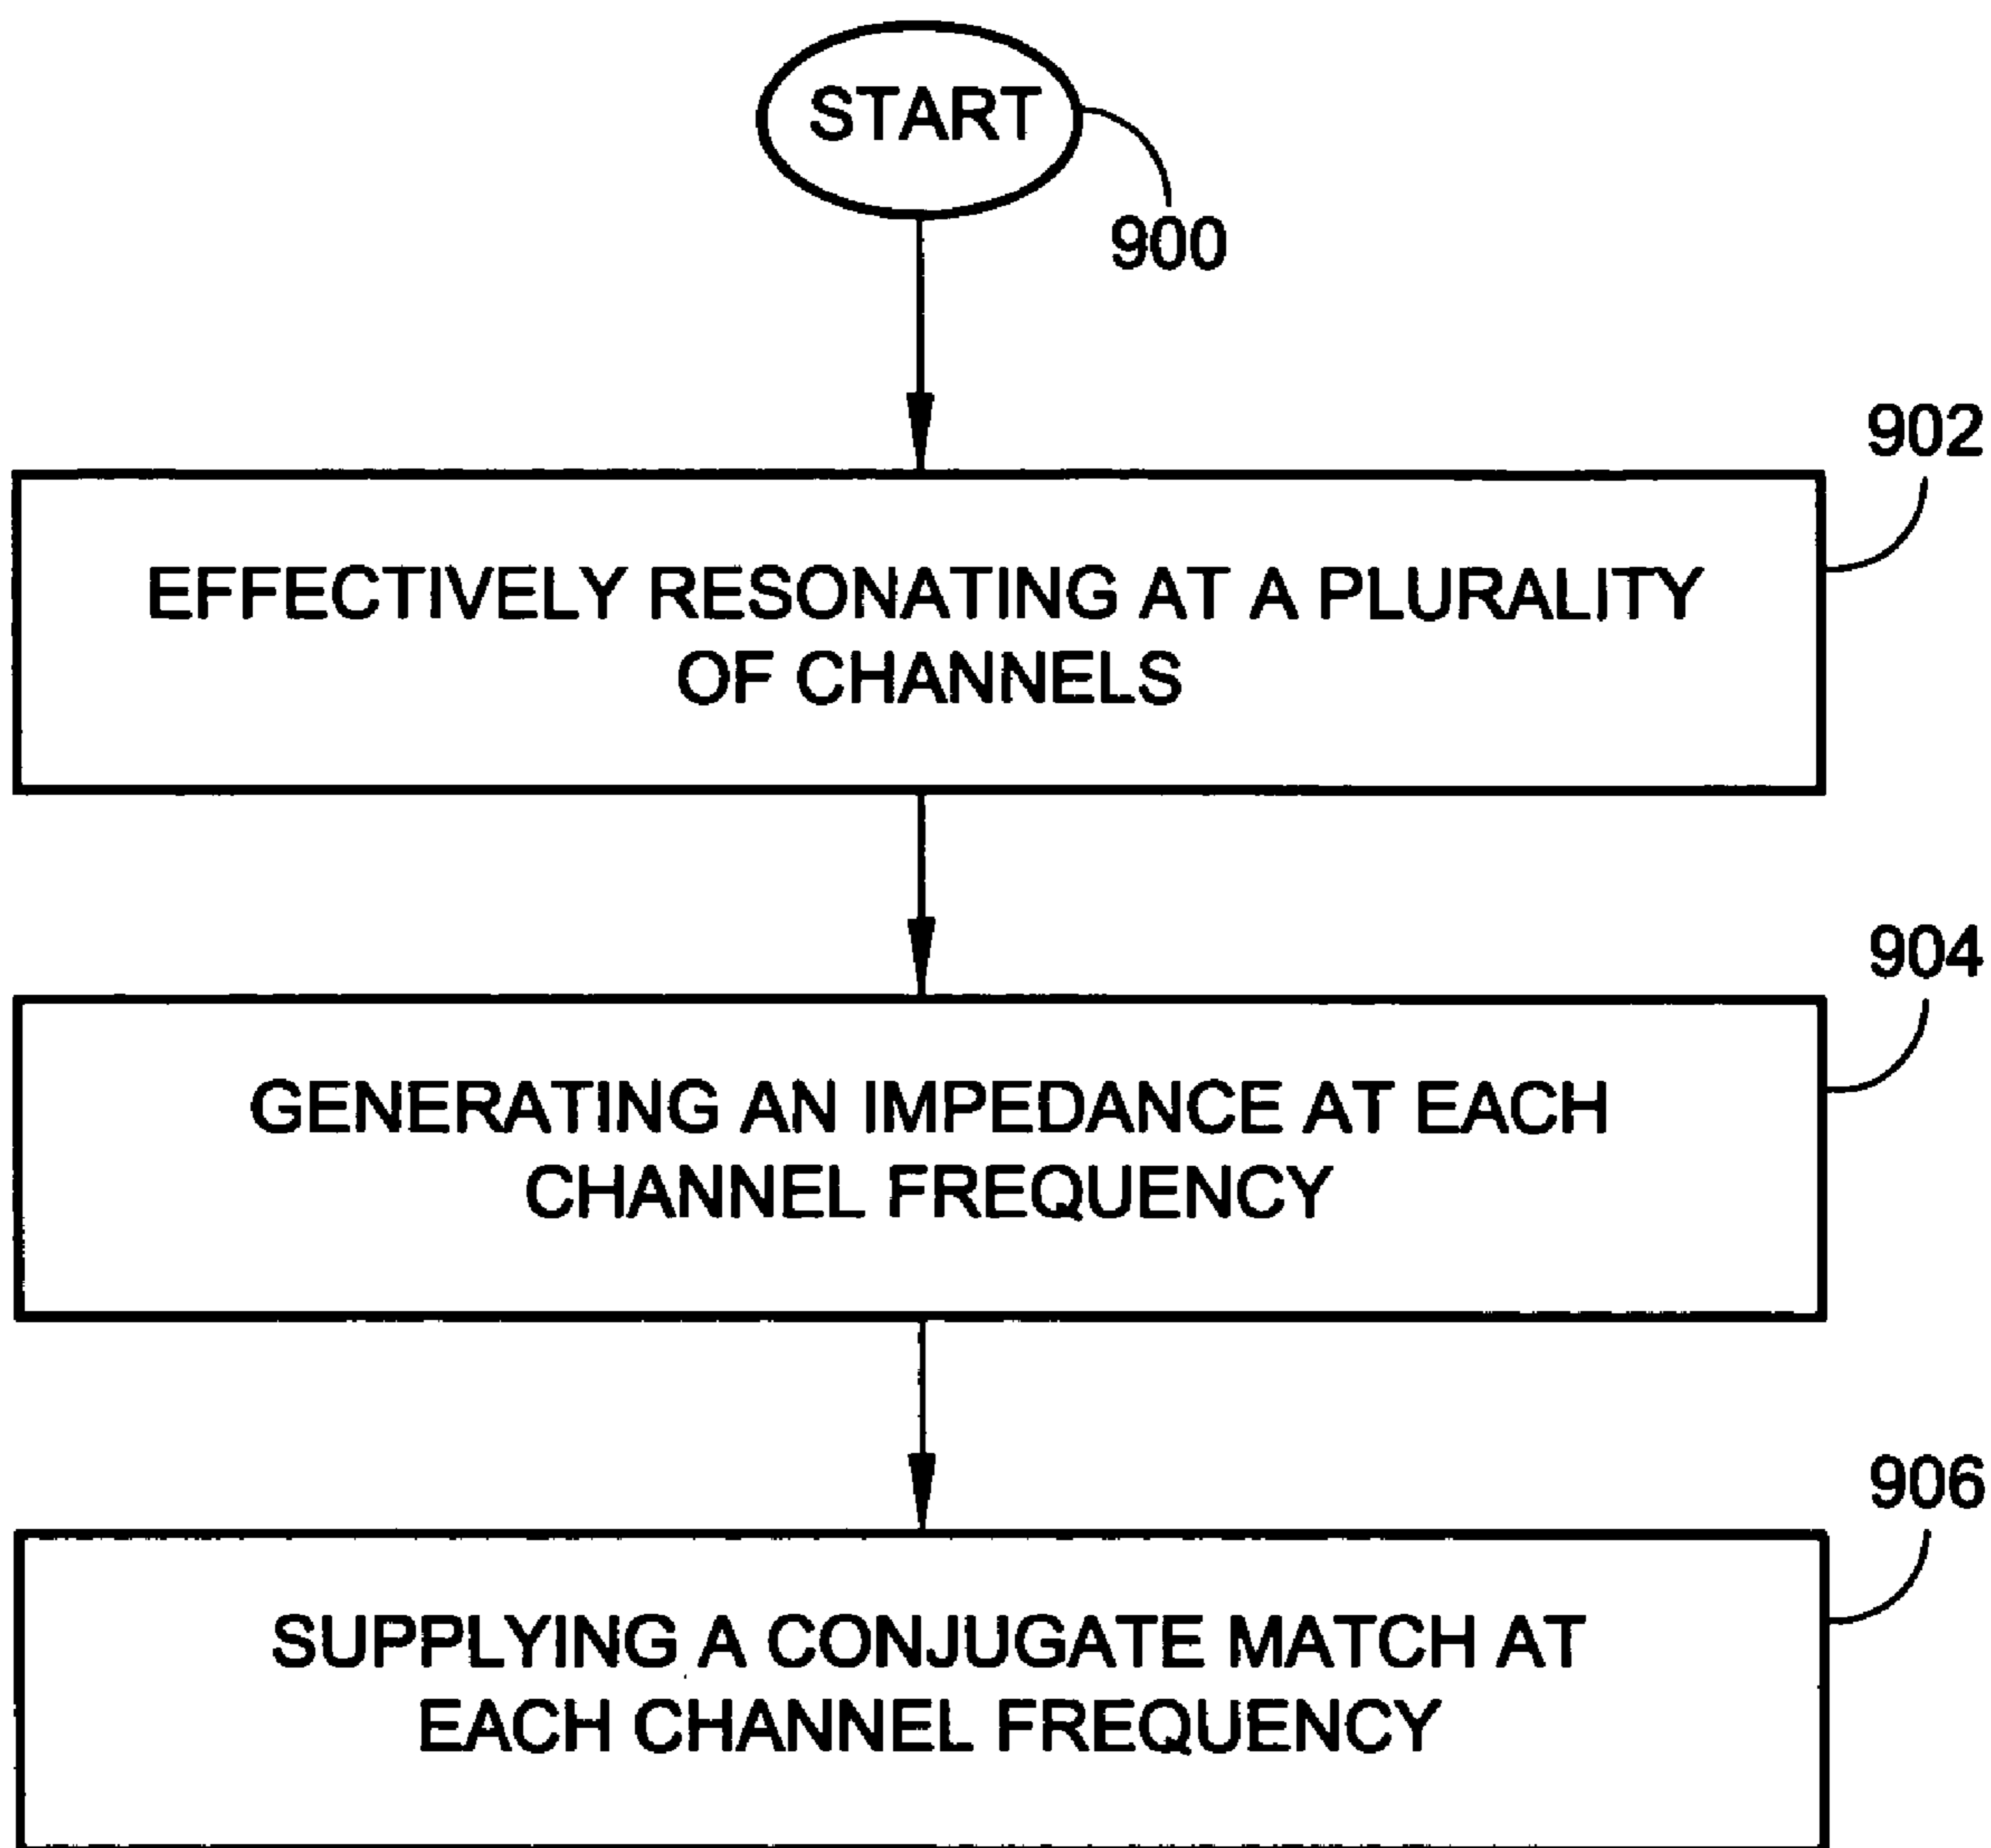 START
900
902
EFFECTIVELY RESONATING AT A PLURALITY
OF CHANNELS
904
GENERATING AN IMPEDANCE AT EACH
CHANNEL FREQUENCY
906
SUPPLYING A CONJUGATE MATCH AT
EACH CHANNEL FREQUENCY